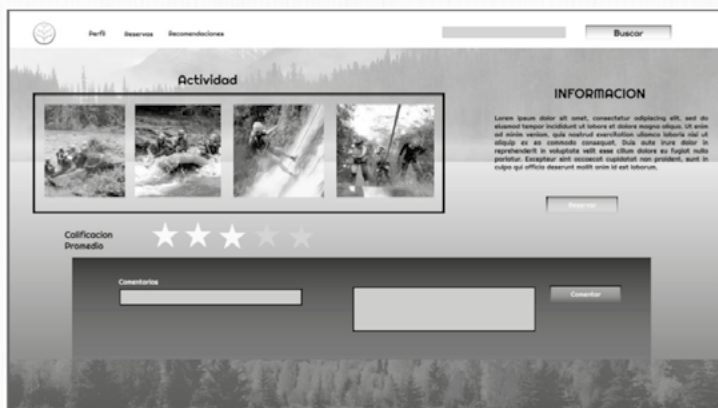 Perfil
Reservas
Recomendaciones
Buscar
Actividad
INFORMACION
Lorem ipsum dolor sit amet, consectetur adipiscing elit, sed do
eiusmod tempor incididunt ut labore et dolore magna aliqua. Ut enim
ad minim veniam, quis nostrud exercitation ullamco laboris nisi ut
aliquip ex ea commodo consequat. Duis aute irure dolor in
reprehenderit in voluptate velit esse cillum dolore eu fugiat nulla
pariatur. Excepteur sint occaecat cupidatat non proident, sunt in
culpa qui officia deserunt mollit anim id est laborum.
Reservar
Calificacion
Promedio
Comentarios
Comentar